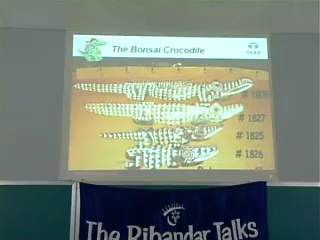 The Bonsai Crocodile
# 1827
# 1825
# 1826
The Ribandar Talks